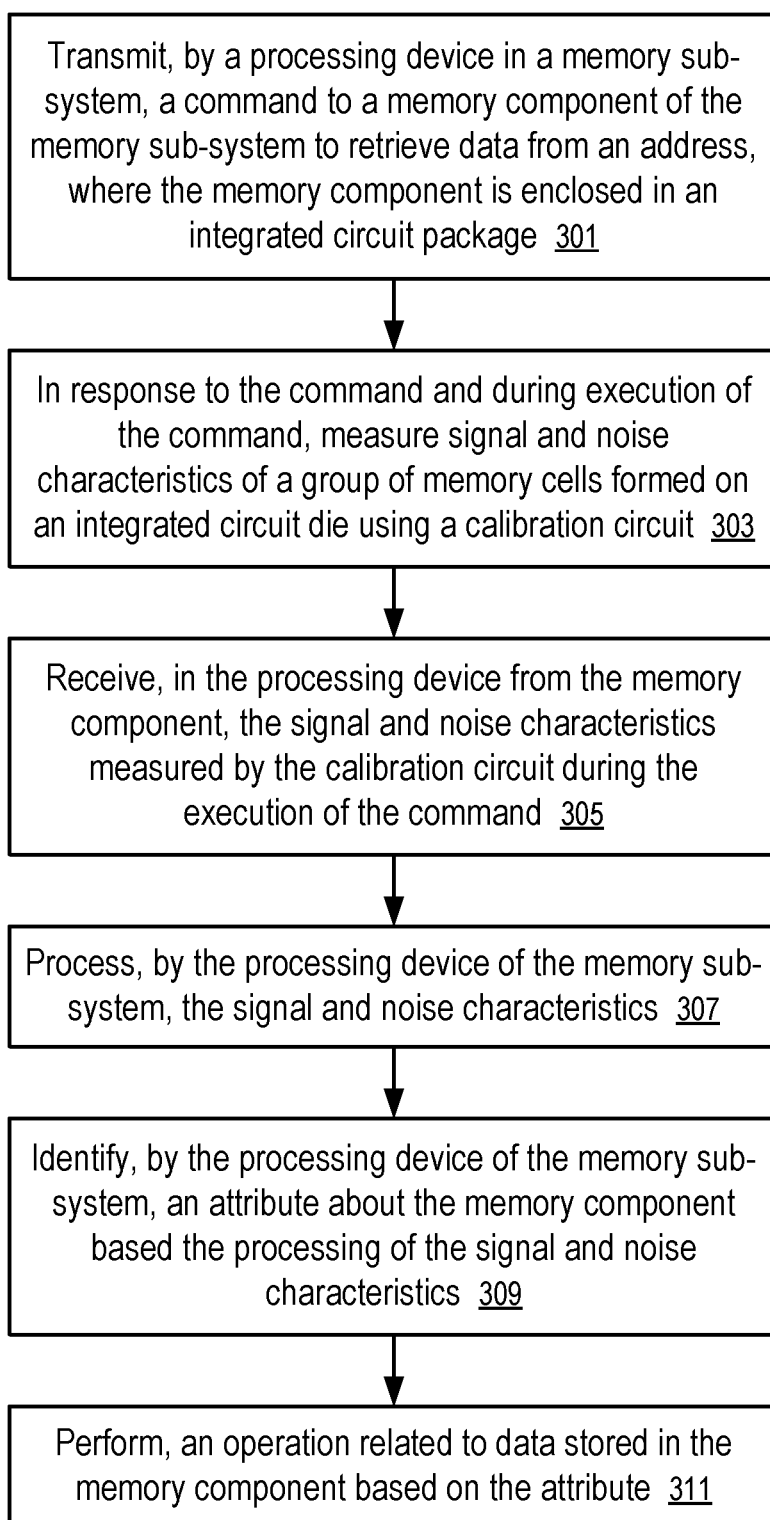 Transmit, by a processing device in a memory sub-
system, a command to a memory component of the
memory sub-system to retrieve data from an address,
where the memory component is enclosed in an
integrated circuit package 301
In response to the command and during execution of
the command, measure signal and noise
characteristics of a group of memory cells formed on
an integrated circuit die using a calibration circuit 303
Receive, in the processing device from the memory
component, the signal and noise characteristics
measured by the calibration circuit during the
execution of the command 305
Process, by the processing device of the memory sub-
system, the signal and noise characteristics 307
Identify, by the processing device of the memory sub-
system, an attribute about the memory component
based the processing of the signal and noise
characteristics 309
Perform, an operation related to data stored in the
memory component based on the attribute 311